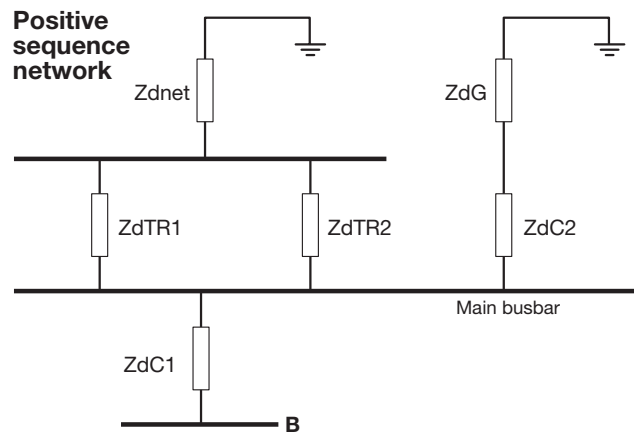 Positive
sequence
network
Zdnet
ZdG
ZdTR1
ZdTR2
ZdC2
Main busbar
ZdC1
B